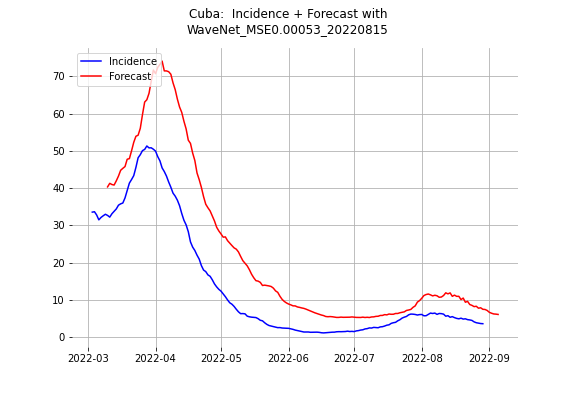 Cuba:  Incidence + Forecast with
WaveNet_MSE0.00053_20220815
Incidence
Forecast
70
60
50
40
30
20
10
0
2022-03 2022-04 2022-05 2022-06 2022-07 2022-08 2022-09